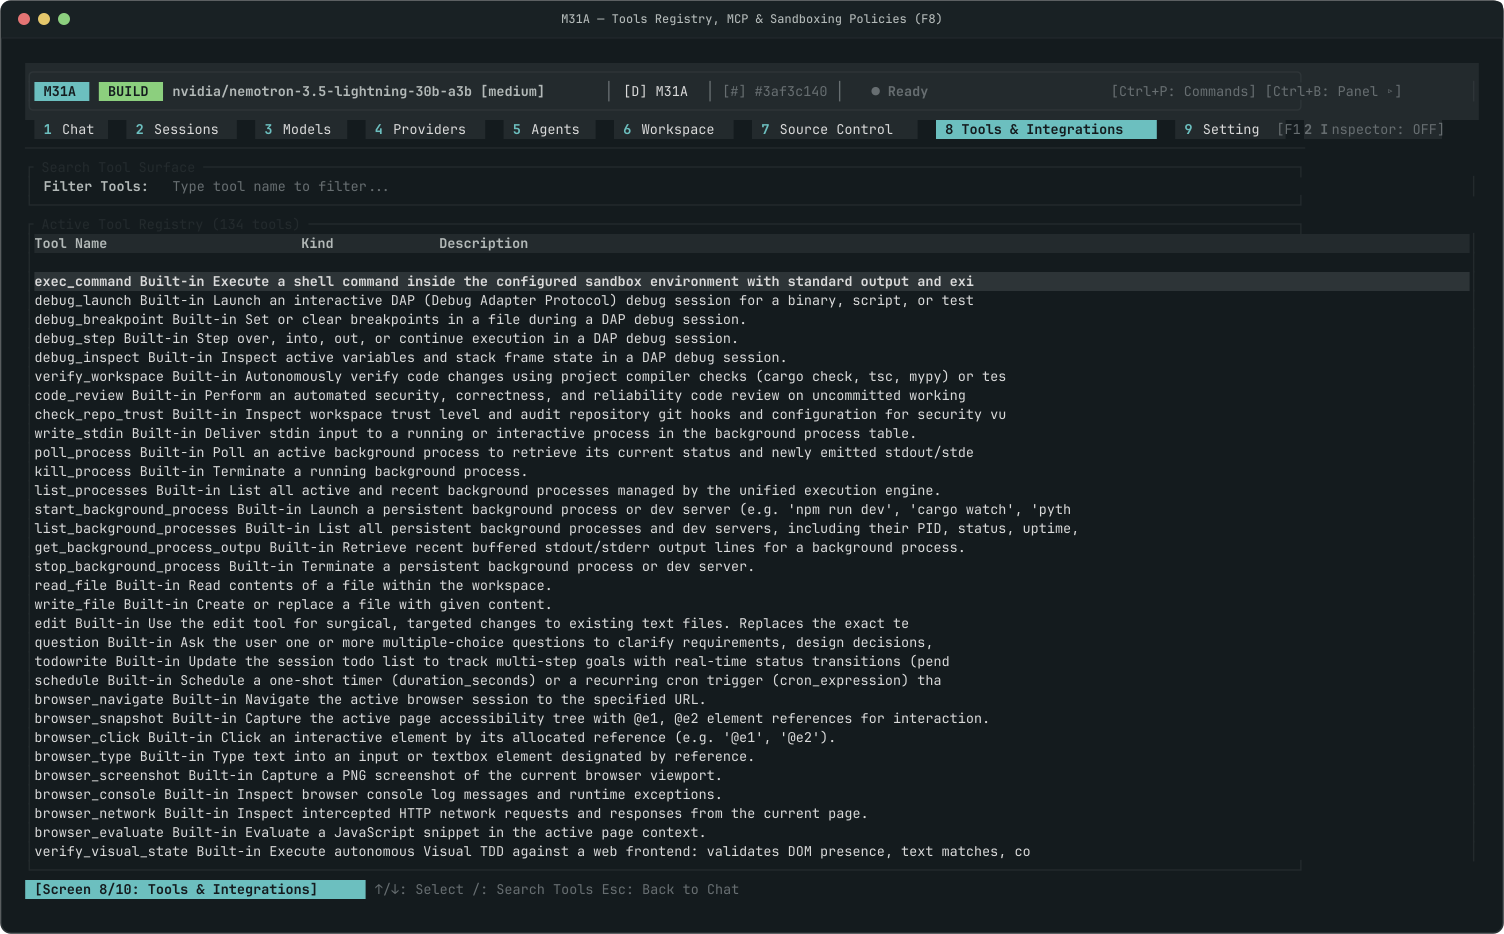 M31A — Tools Registry, MCP & Sandboxing Policies (F8)
M31A BUILD nvidia/nemotron-3.5-lightning-30b-a3b [medium] │ [D] M31A │ [#] #3af3c140 │ ● Ready [Ctrl+P: Commands] [Ctrl+B: Panel ▹]
1 Chat 2 Sessions 3 Models 4 Providers 5 Agents 6 Workspace 7 Source Control 8 Tools & Integrations 9 Setting [F12 Inspector: OFF]
Search Tool Surface
Filter Tools: Type tool name to filter...
Active Tool Registry (134 tools)
Tool Name Kind Description
exec_command Built-in Execute a shell command inside the configured sandbox environment with standard output and exi
debug_launch Built-in Launch an interactive DAP (Debug Adapter Protocol) debug session for a binary, script, or test
debug_breakpoint Built-in Set or clear breakpoints in a file during a DAP debug session.
debug_step Built-in Step over, into, out, or continue execution in a DAP debug session.
debug_inspect Built-in Inspect active variables and stack frame state in a DAP debug session.
verify_workspace Built-in Autonomously verify code changes using project compiler checks (cargo check, tsc, mypy) or tes
code_review Built-in Perform an automated security, correctness, and reliability code review on uncommitted working
check_repo_trust Built-in Inspect workspace trust level and audit repository git hooks and configuration for security vu
write_stdin Built-in Deliver stdin input to a running or interactive process in the background process table.
poll_process Built-in Poll an active background process to retrieve its current status and newly emitted stdout/stde
kill_process Built-in Terminate a running background process.
list_processes Built-in List all active and recent background processes managed by the unified execution engine.
start_background_process Built-in Launch a persistent background process or dev server (e.g. 'npm run dev', 'cargo watch', 'pyth
list_background_processes Built-in List all persistent background processes and dev servers, including their PID, status, uptime,
get_background_process_outpu Built-in Retrieve recent buffered stdout/stderr output lines for a background process.
stop_background_process Built-in Terminate a persistent background process or dev server.
read_file Built-in Read contents of a file within the workspace.
write_file Built-in Create or replace a file with given content.
edit Built-in Use the edit tool for surgical, targeted changes to existing text files. Replaces the exact te
question Built-in Ask the user one or more multiple-choice questions to clarify requirements, design decisions,
todowrite Built-in Update the session todo list to track multi-step goals with real-time status transitions (pend
schedule Built-in Schedule a one-shot timer (duration_seconds) or a recurring cron trigger (cron_expression) tha
browser_navigate Built-in Navigate the active browser session to the specified URL.
browser_snapshot Built-in Capture the active page accessibility tree with @e1, @e2 element references for interaction.
browser_click Built-in Click an interactive element by its allocated reference (e.g. '@e1', '@e2').
browser_type Built-in Type text into an input or textbox element designated by reference.
browser_screenshot Built-in Capture a PNG screenshot of the current browser viewport.
browser_console Built-in Inspect browser console log messages and runtime exceptions.
browser_network Built-in Inspect intercepted HTTP network requests and responses from the current page.
browser_evaluate Built-in Evaluate a JavaScript snippet in the active page context.
verify_visual_state Built-in Execute autonomous Visual TDD against a web frontend: validates DOM presence, text matches, co
[Screen 8/10: Tools & Integrations] ↑/↓: Select /: Search Tools Esc: Back to Chat